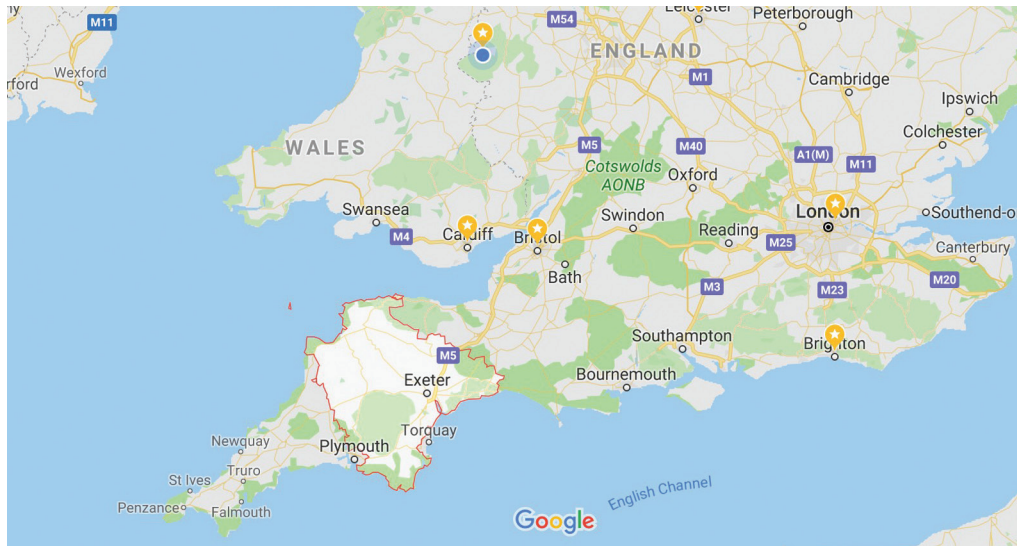 Leicester
Peterborough
M11
M54
ENGLAND
Wexford
M1
Cambridge
Ipswich
WALES
Colchester
M5
M40
A1(M)
M11
Cotswolds
AONB
Oxford
Swansea
Swindon
London
Southend-o
M4
Cardiff
Bristol
Reading
M25
Canterbury
Bath
M3
M23
M20
Southampton
Brighton
M5
Bournemouth
Exeter
Torquay
Newquay
Plymouth
Truro
St Ives
Penzance
Falmouth
English Channel
Google